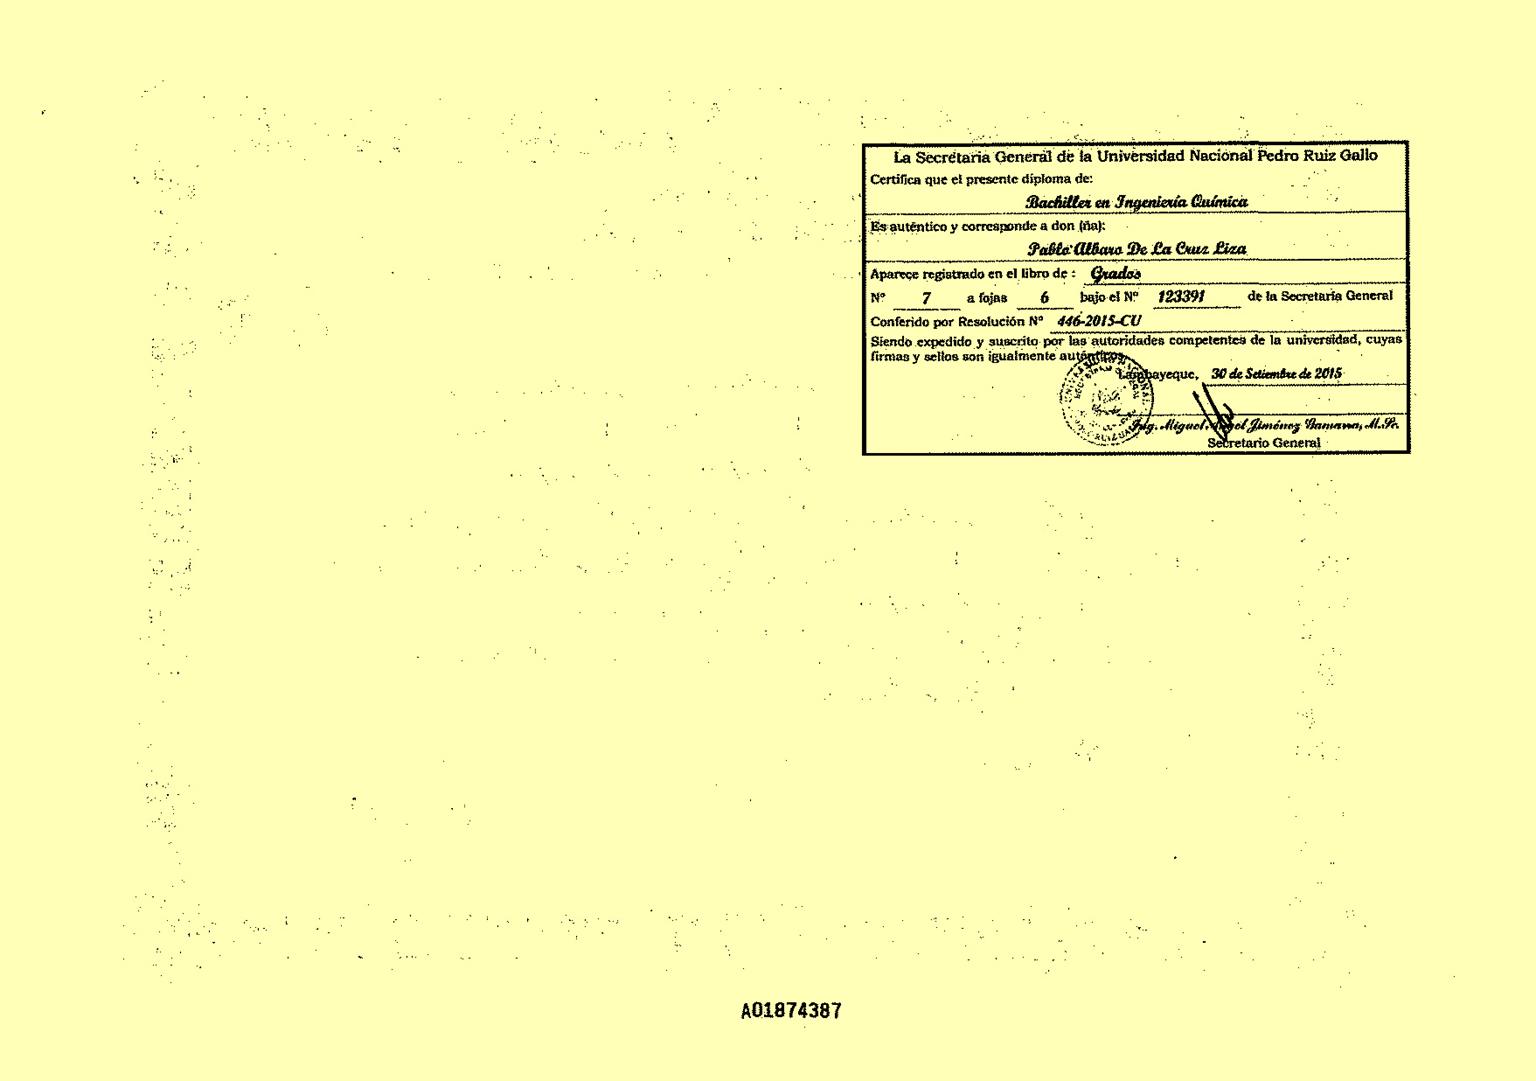 La Secretaria General de la Universidad Nacional Pedro Ruiz Gallo
Certifica que el presente diploma de:
Bachiller en Ingeniería Química
Es auténtico y corresponde a don (ña):
Pablo Albaro De La Cruz Liza
Aparece registrado en el libro de : Grados
Nº 7 a fojas 6 bajo el Nº 123391 de la Secretaria General
Conferido por Resolución Nº 446-2015-CU
Siendo expedido y suscrito por las autoridades competentes de la universidad, cuyas
firmas y sellos son igualmente auténticos
Lambayeque, 30 de Setiembre de 2015
Ing. Miguel Angel Jiménez Gamarra, M.Sc.
Secretario General
A01874387